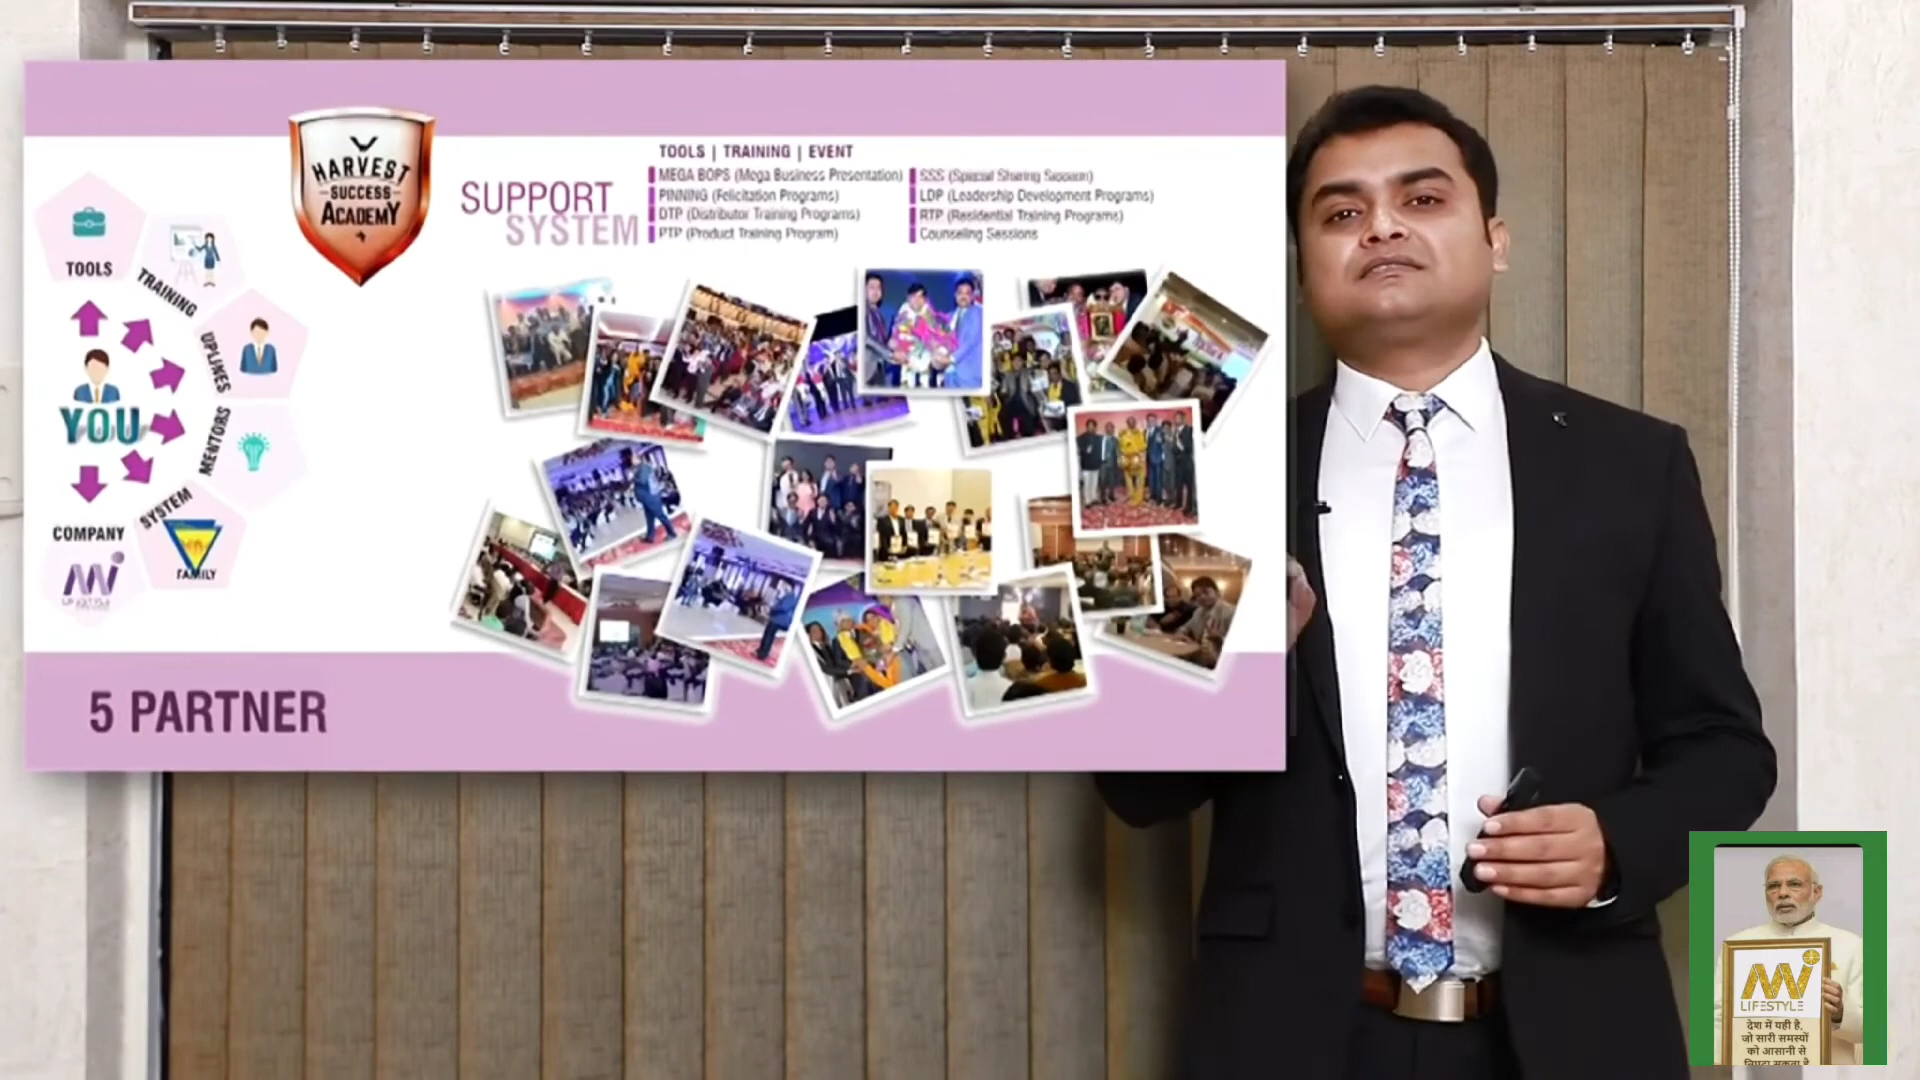 HARVEST
SUCCESS
ACADEMY
SUPPORT
SYSTEM
TOOLS | TRAINING | EVENT
MEGA BOPS (Mega Business Presentation)
PINNING (Felicitation Programs)
DTP (Distributor Training Programs)
PTP (Product Training Program)
SSS (Special Sharing Session)
LDP (Leadership Development Programs)
RTP (Residential Training Programs)
Counseling Sessions
TOOLS
TRAINING
UPLINES
MENTORS
SYSTEM
FAMILY
YOU
COMPANY
5 PARTNER
LIFESTYLE
देश में यही है,
जो सारी समस्यों
को आसानी से